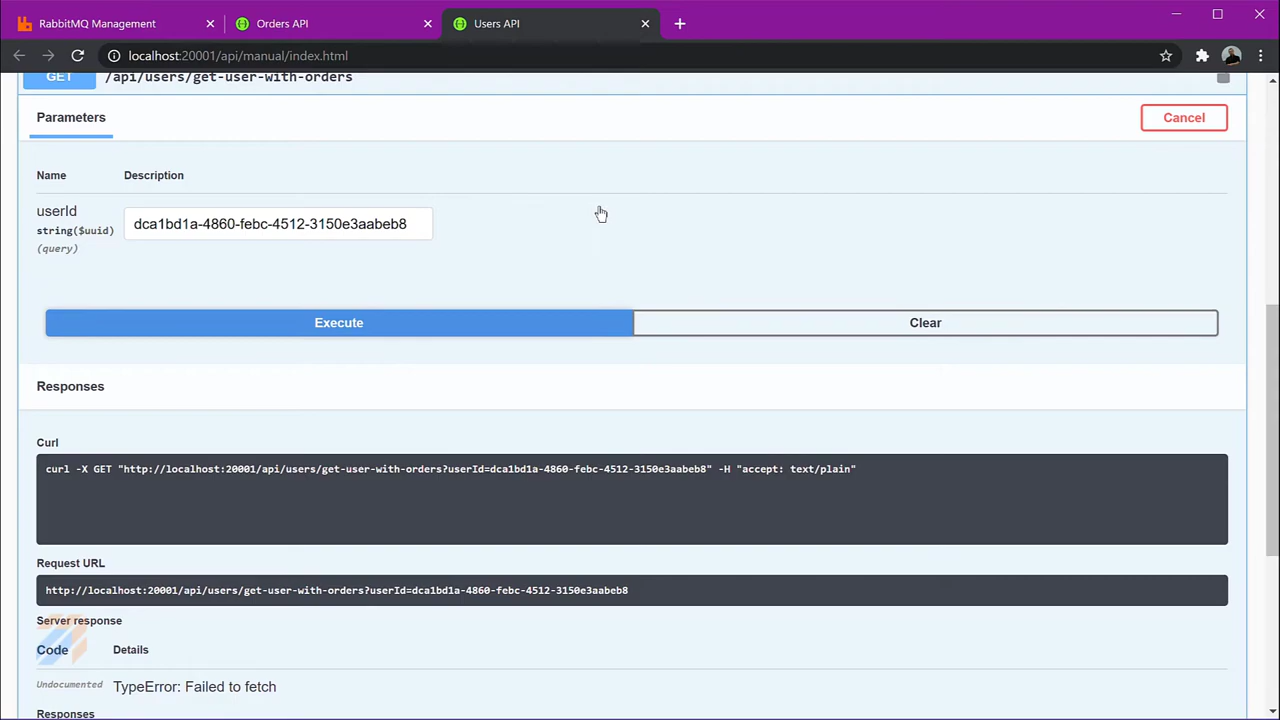 RabbitMQ Management
Orders API
Users API
localhost:20001/api/manual/index.html
GET /api/users/get-user-with-orders
Parameters
Cancel
Name Description
userId
string($uuid)
(query)
dca1bd1a-4860-febc-4512-3150e3aabeb8
Execute
Clear
Responses
Curl
curl -X GET "http://localhost:20001/api/users/get-user-with-orders?userId=dca1bd1a-4860-febc-4512-3150e3aabeb8" -H "accept: text/plain"
Request URL
http://localhost:20001/api/users/get-user-with-orders?userId=dca1bd1a-4860-febc-4512-3150e3aabeb8
Server response
Code Details
Undocumented TypeError: Failed to fetch
Responses